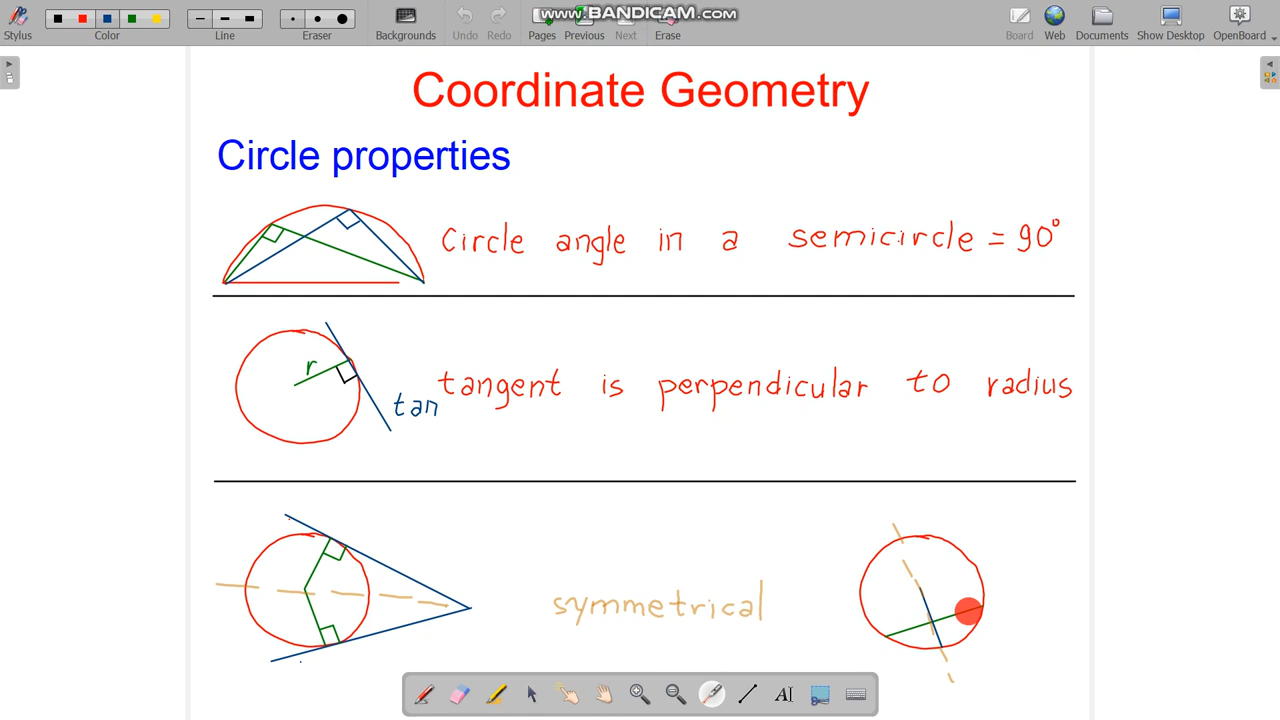 www.BANDICAM.com
Stylus
Color
Line
Eraser
Backgrounds
Undo
Redo
Pages
Previous
Next
Erase
Board
Web
Documents
Show Desktop
OpenBoard
Coordinate Geometry
Circle properties
Circle angle in a semicircle = 90°
r
tan
tangent is perpendicular to radius
symmetrical
AI